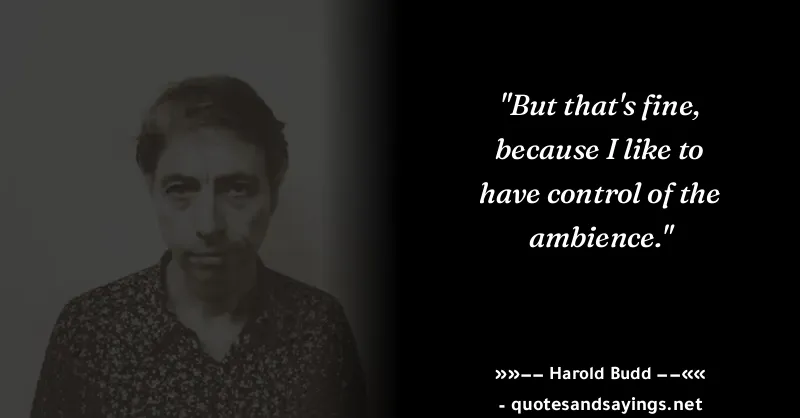 "But that's fine,
because I like to
have control of the
ambience."
»»–– Harold Budd ––««
- quotesandsayings.net